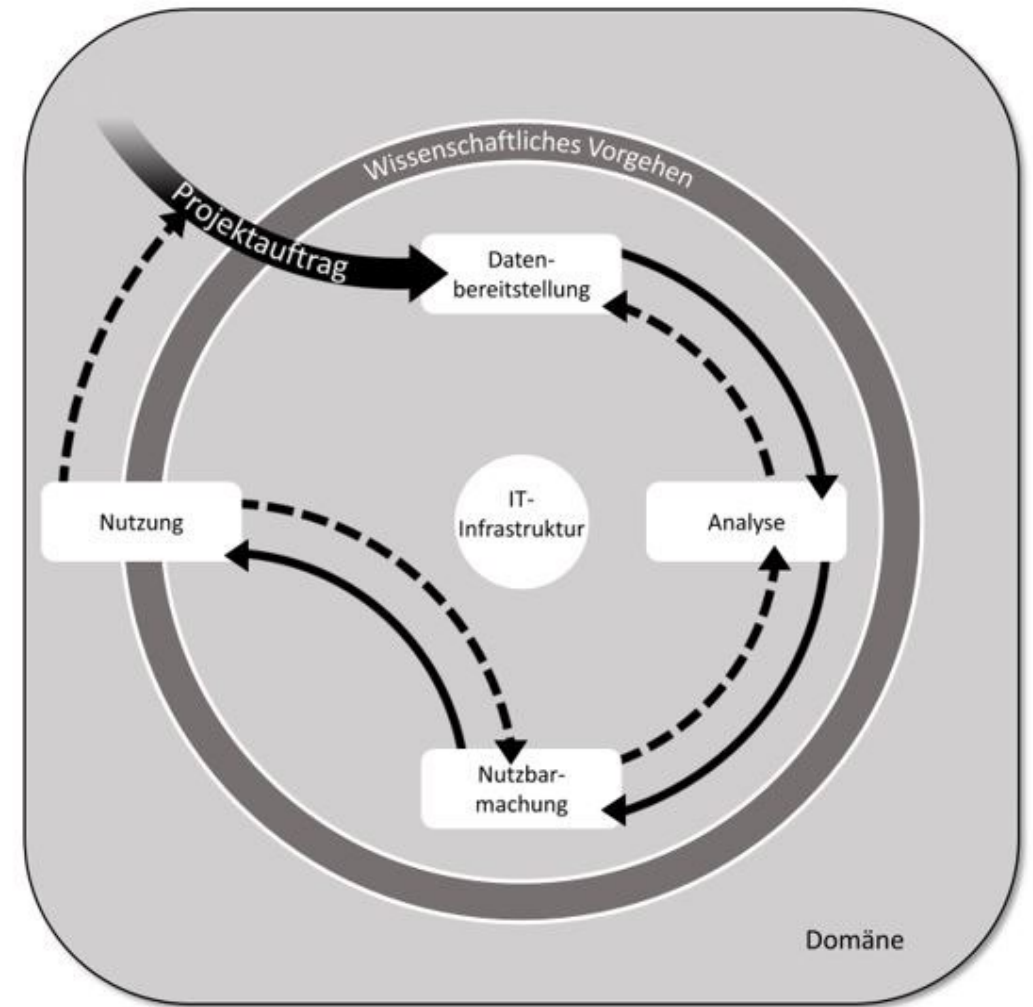 Wissenschaftliches Vorgehen
Projektauftrag
Daten-
bereitstellung
IT-
Infrastruktur
Nutzung
Analyse
Nutzbar-
machung
Domäne